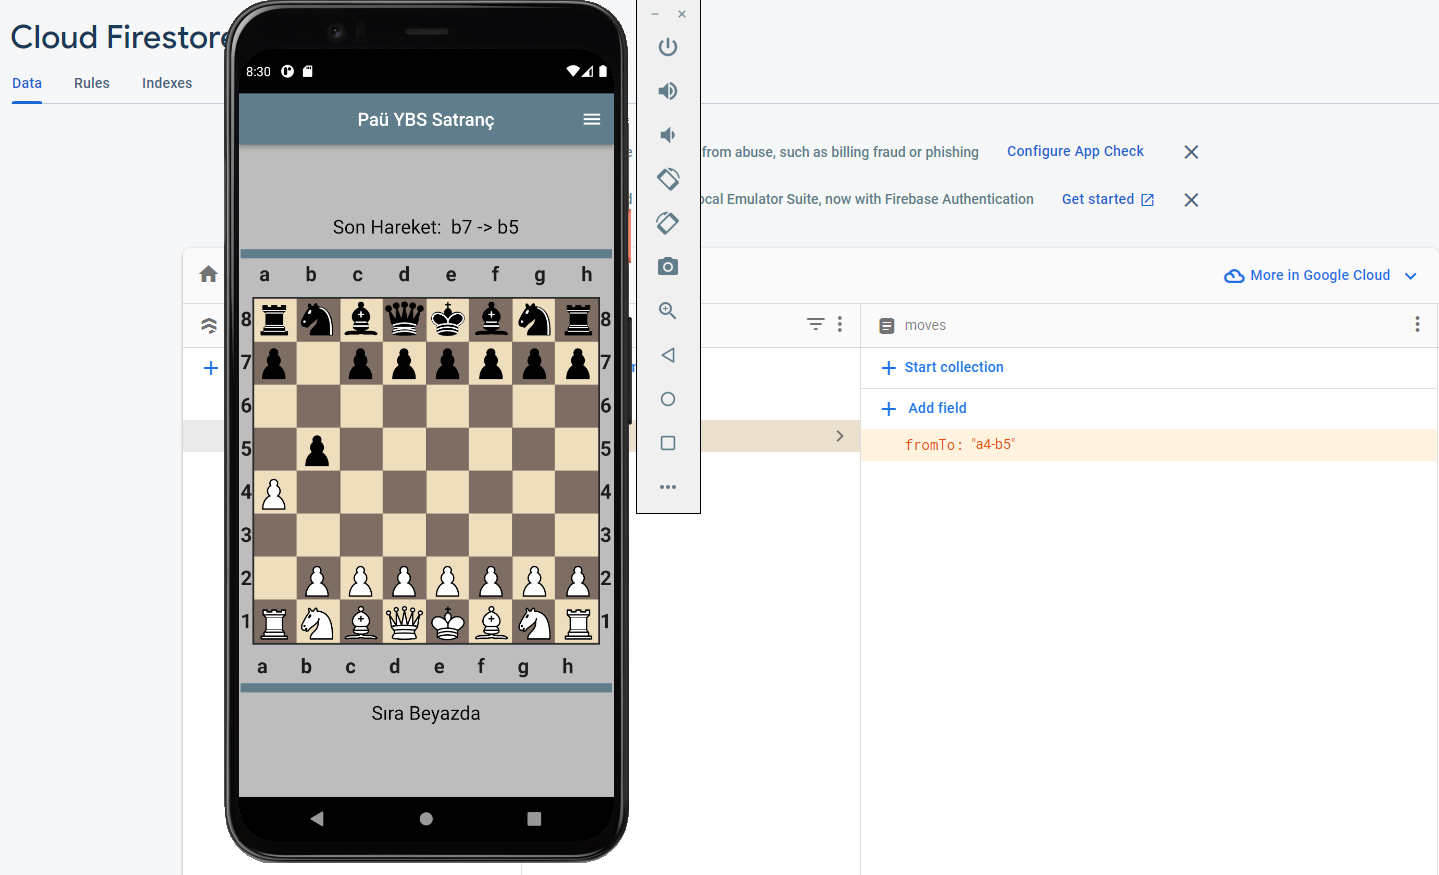 Cloud Firestore
Data Rules Indexes
8:30
Paü YBS Satranç
from abuse, such as billing fraud or phishing Configure App Check
Emulator Suite, now with Firebase Authentication Get started
Son Hareket: b7 -> b5
a b c d e f g h
More in Google Cloud
8 8
moves
7 7
Start collection
6 6
Add field
5 5
fromTo: "a4-b5"
4 4
3 3
2 2
1 1
a b c d e f g h
Sıra Beyazda